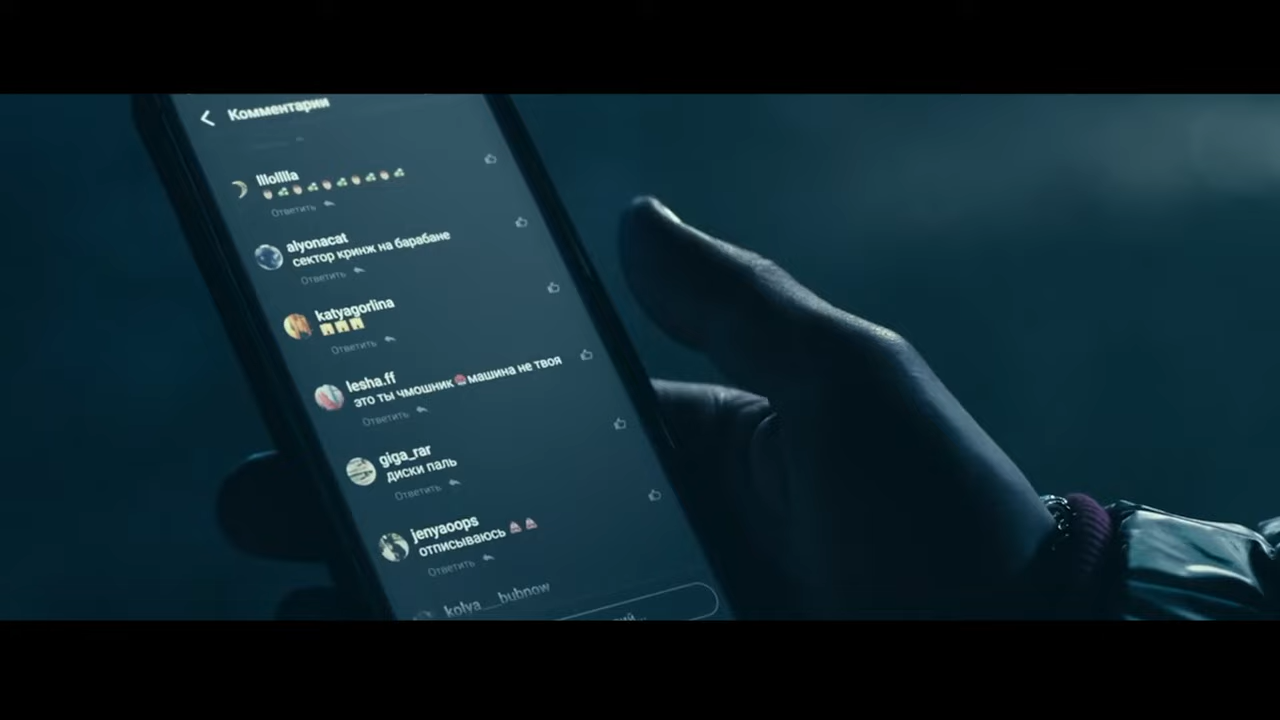 Комментарии
lllolllla
Ответить
alyonacat
сектор кринж на барабане
Ответить
katyagorlina
Ответить
lesha.ff
это ты чмошник машина не твоя
Ответить
giga_rar
диски паль
Ответить
jenyaoops
отписываюсь
Ответить
kolya__bubnow